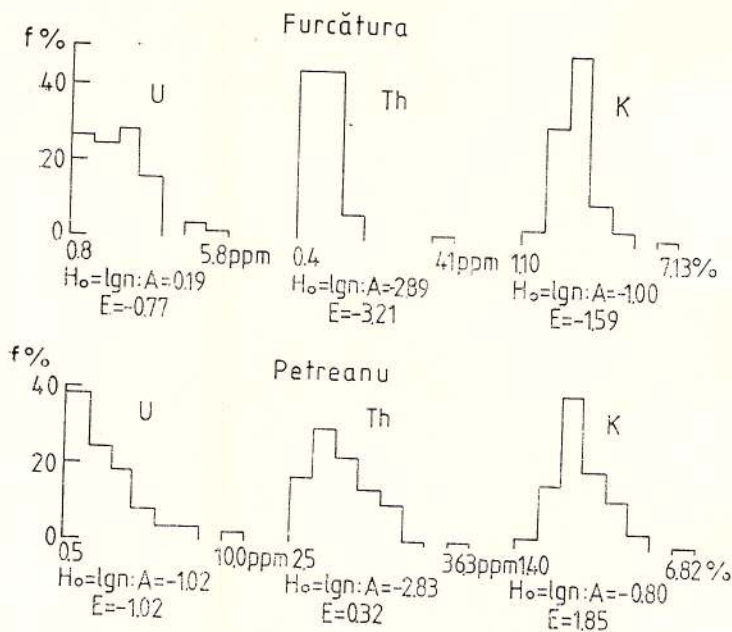 Furcătura
f%
U
Th
K
40
20
0
0.8
5.8ppm
0.4
41ppm
1.10
7.13%
H₀=lgn:A=0.19
E=-0.77
H₀=lgn:A=-2.89
E=-3.21
H₀=lgn:A=-1.00
E=-1.59
Petreanu
f%
U
Th
K
40
20
0
0.5
10.0ppm
2.5
36.3ppm
1.40
6.82%
H₀=lgn:A=-1.02
E=-1.02
H₀=lgn:A=-2.83
E=0.32
H₀=lgn:A=-0.80
E=1.85